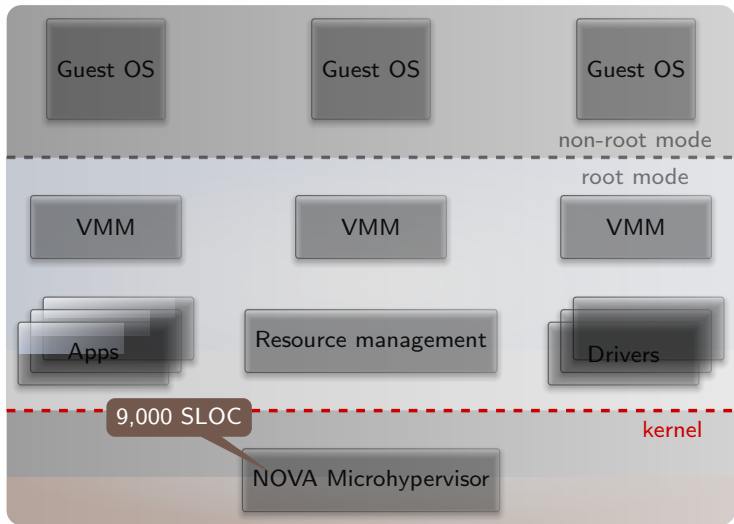 Guest OS
Guest OS
Guest OS
non-root mode
root mode
VMM
VMM
VMM
Apps
Resource management
Drivers
9,000 SLOC
kernel
NOVA Microhypervisor